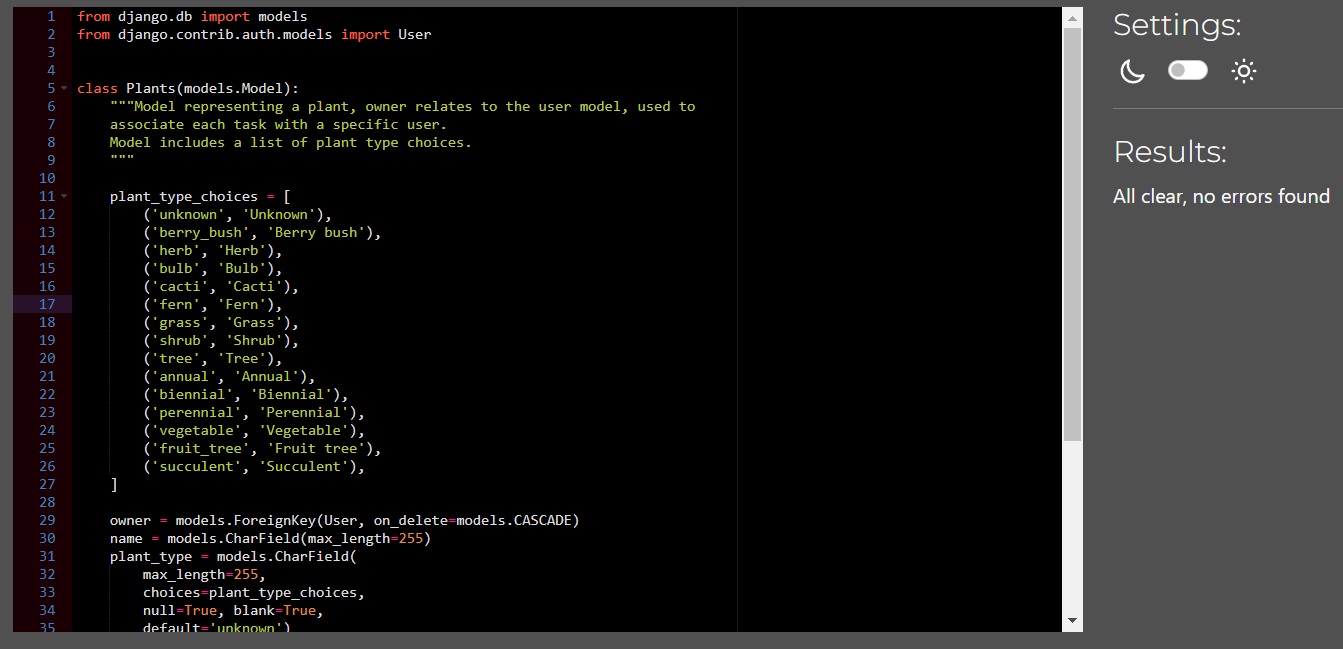 1 from django.db import models
2 from django.contrib.auth.models import User
3
4
5 class Plants(models.Model):
6     """Model representing a plant, owner relates to the user model, used to
7     associate each task with a specific user.
8     Model includes a list of plant type choices.
9     """
10
11     plant_type_choices = [
12         ('unknown', 'Unknown'),
13         ('berry_bush', 'Berry bush'),
14         ('herb', 'Herb'),
15         ('bulb', 'Bulb'),
16         ('cacti', 'Cacti'),
17         ('fern', 'Fern'),
18         ('grass', 'Grass'),
19         ('shrub', 'Shrub'),
20         ('tree', 'Tree'),
21         ('annual', 'Annual'),
22         ('biennial', 'Biennial'),
23         ('perennial', 'Perennial'),
24         ('vegetable', 'Vegetable'),
25         ('fruit_tree', 'Fruit tree'),
26         ('succulent', 'Succulent'),
27     ]
28
29     owner = models.ForeignKey(User, on_delete=models.CASCADE)
30     name = models.CharField(max_length=255)
31     plant_type = models.CharField(
32         max_length=255,
33         choices=plant_type_choices,
34         null=True, blank=True,
35         default='unknown')
Settings:
Results:
All clear, no errors found